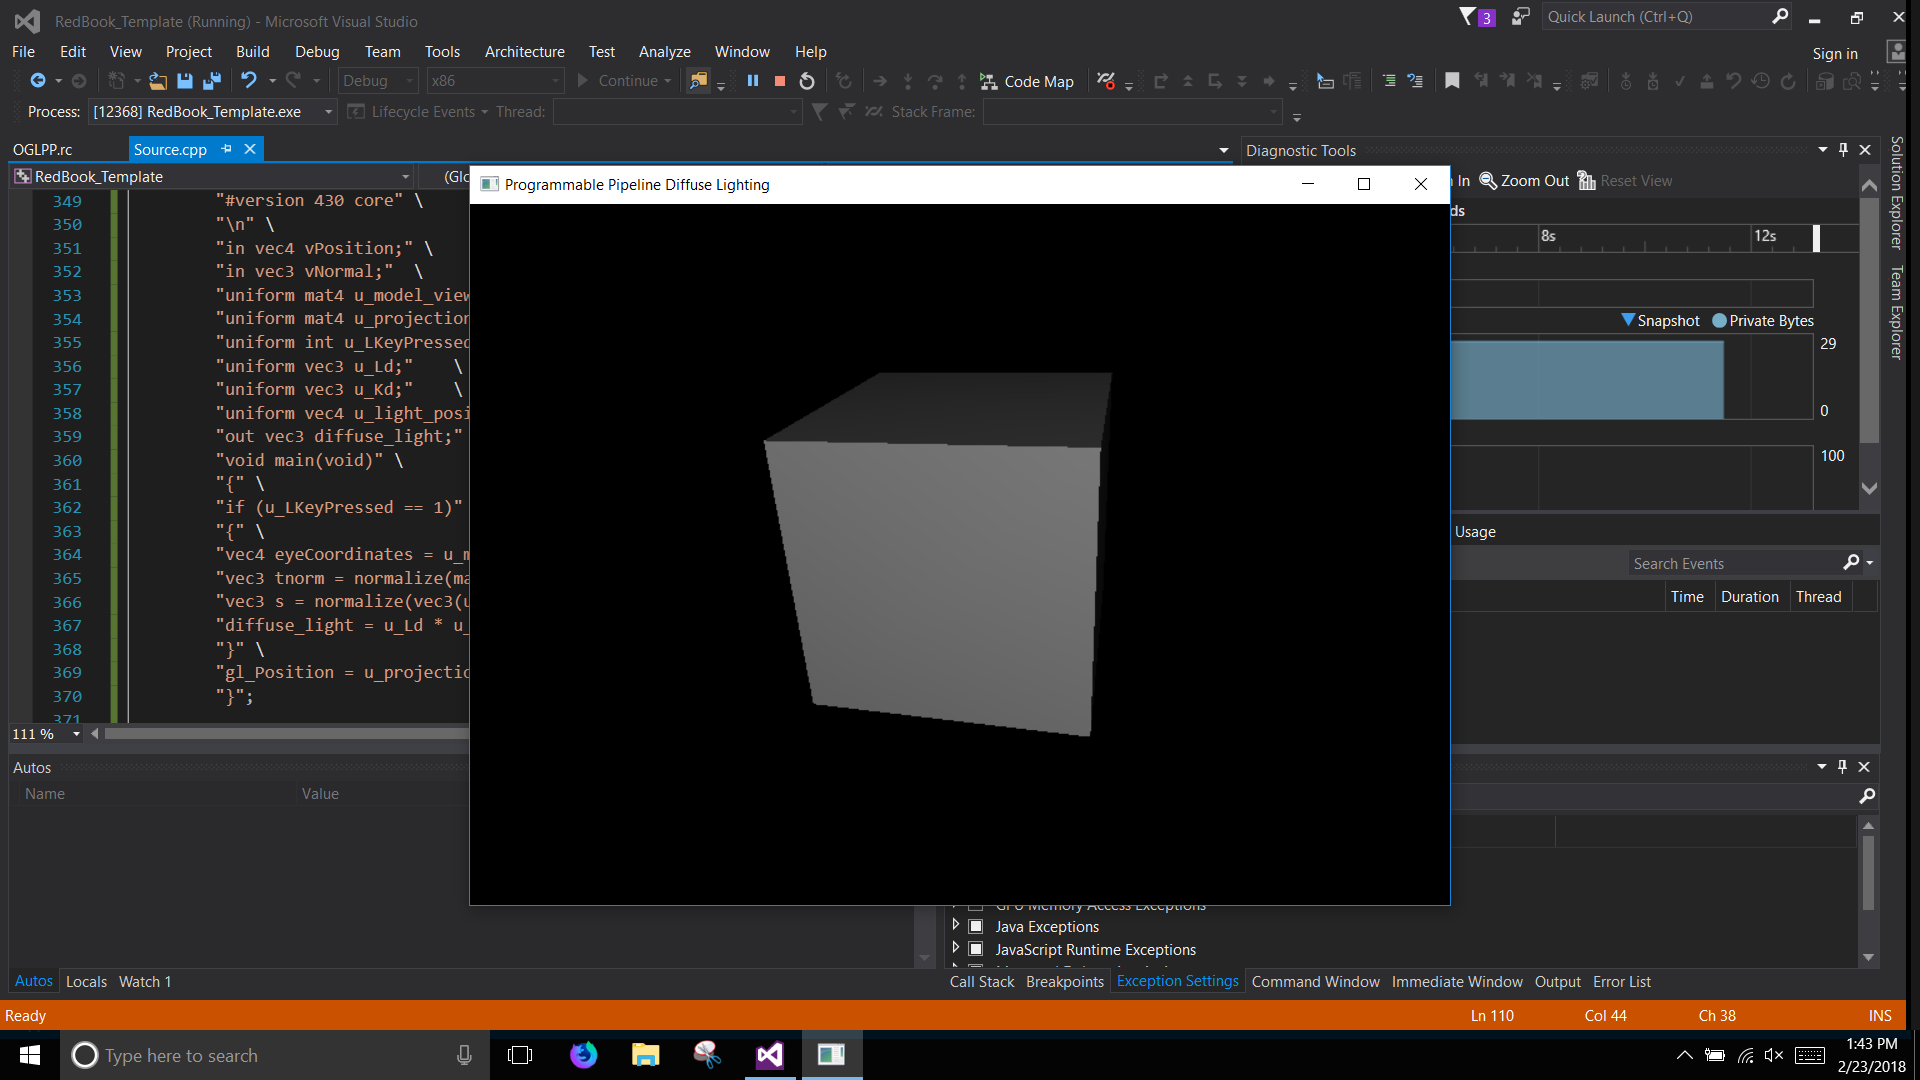 RedBook_Template (Running) - Microsoft Visual Studio
3
Quick Launch (Ctrl+Q)
File Edit View Project Build Debug Team Tools Architecture Test Analyze Window Help
Sign in
Debug x86 Continue Code Map
Process: [12368] RedBook_Template.exe Lifecycle Events Thread: Stack Frame:
OGLPP.rc Source.cpp
Diagnostic Tools
RedBook_Template (Glo
Programmable Pipeline Diffuse Lighting
In Zoom Out Reset View
ds
8s 12s
Snapshot Private Bytes
29
0
100
Usage
Search Events
Time Duration Thread
Solution Explorer
Team Explorer
349 "#version 430 core" \
350 "\n" \
351 "in vec4 vPosition;" \
352 "in vec3 vNormal;" \
353 "uniform mat4 u_model_view
354 "uniform mat4 u_projection
355 "uniform int u_LKeyPressed
356 "uniform vec3 u_Ld;" \
357 "uniform vec3 u_Kd;" \
358 "uniform vec4 u_light_posi
359 "out vec3 diffuse_light;"
360 "void main(void)" \
361 "{" \
362 "if (u_LKeyPressed == 1)"
363 "{" \
364 "vec4 eyeCoordinates = u_m
365 "vec3 tnorm = normalize(ma
366 "vec3 s = normalize(vec3(u
367 "diffuse_light = u_Ld * u_
368 "}" \
369 "gl_Position = u_projectio
370 "}";
371
111 %
Autos
Name Value
GPU Memory Access Exceptions
Java Exceptions
JavaScript Runtime Exceptions
Autos Locals Watch 1
Call Stack Breakpoints Exception Settings Command Window Immediate Window Output Error List
Ready
Ln 110 Col 44 Ch 38 INS
Type here to search
1:43 PM
2/23/2018